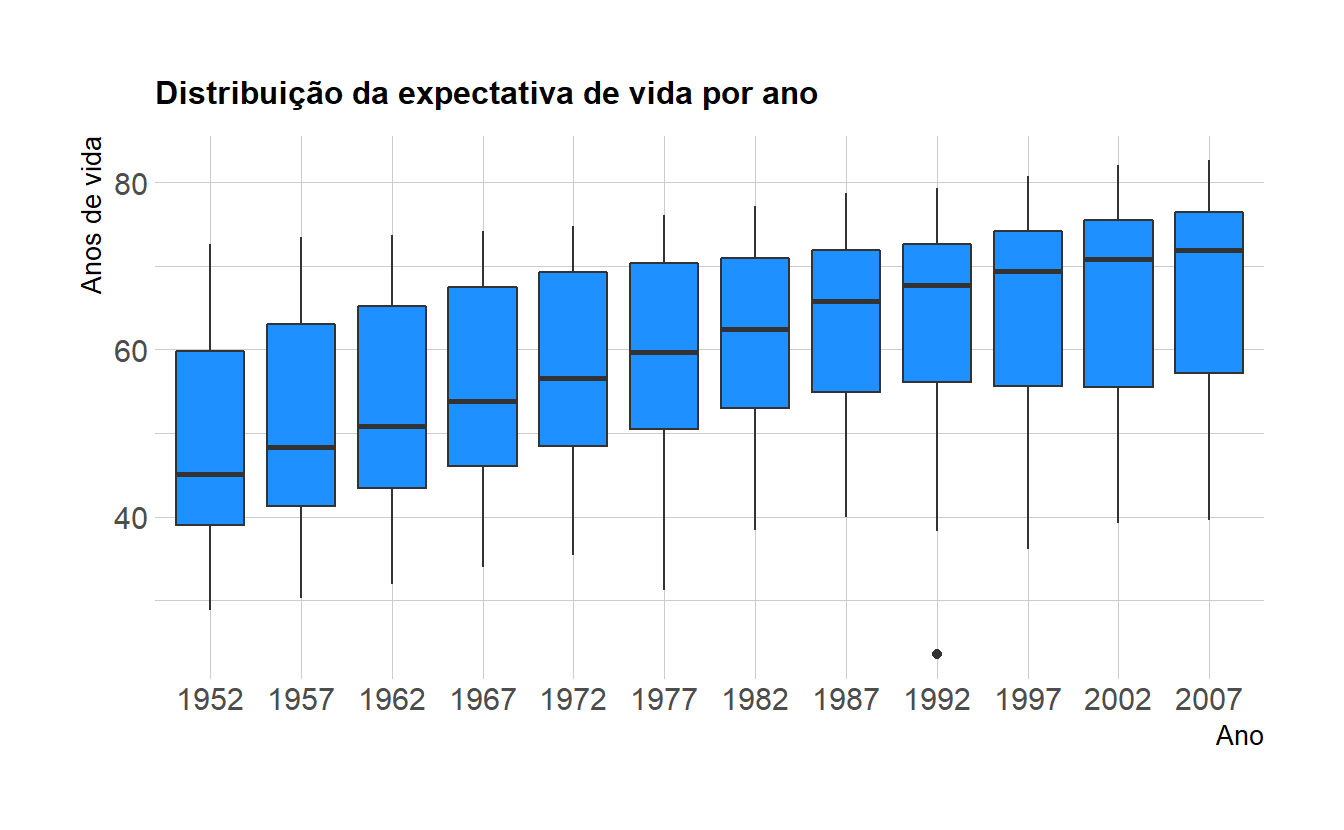 Distribuição da expectativa de vida por ano
Anos de vida
80
60
40
1952 1957 1962 1967 1972 1977 1982 1987 1992 1997 2002 2007
Ano